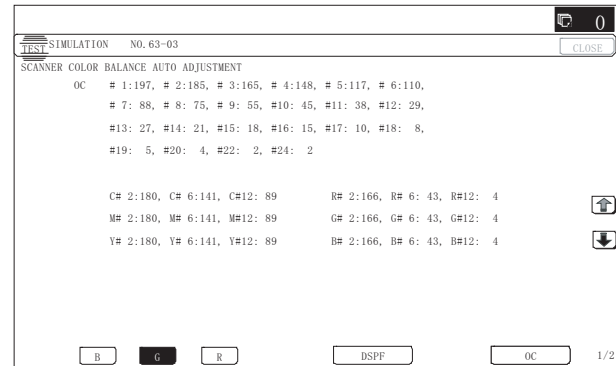 0
TEST SIMULATION NO.63-03 CLOSE
SCANNER COLOR BALANCE AUTO ADJUSTMENT
OC # 1:197, # 2:185, # 3:165, # 4:148, # 5:117, # 6:110,
# 7: 88, # 8: 75, # 9: 55, #10: 45, #11: 38, #12: 29,
#13: 27, #14: 21, #15: 18, #16: 15, #17: 10, #18: 8,
#19: 5, #20: 4, #22: 2, #24: 2
C# 2:180, C# 6:141, C#12: 89 R# 2:166, R# 6: 43, R#12: 4
M# 2:180, M# 6:141, M#12: 89 G# 2:166, G# 6: 43, G#12: 4
Y# 2:180, Y# 6:141, Y#12: 89 B# 2:166, B# 6: 43, B#12: 4
B G R DSPF OC 1/2